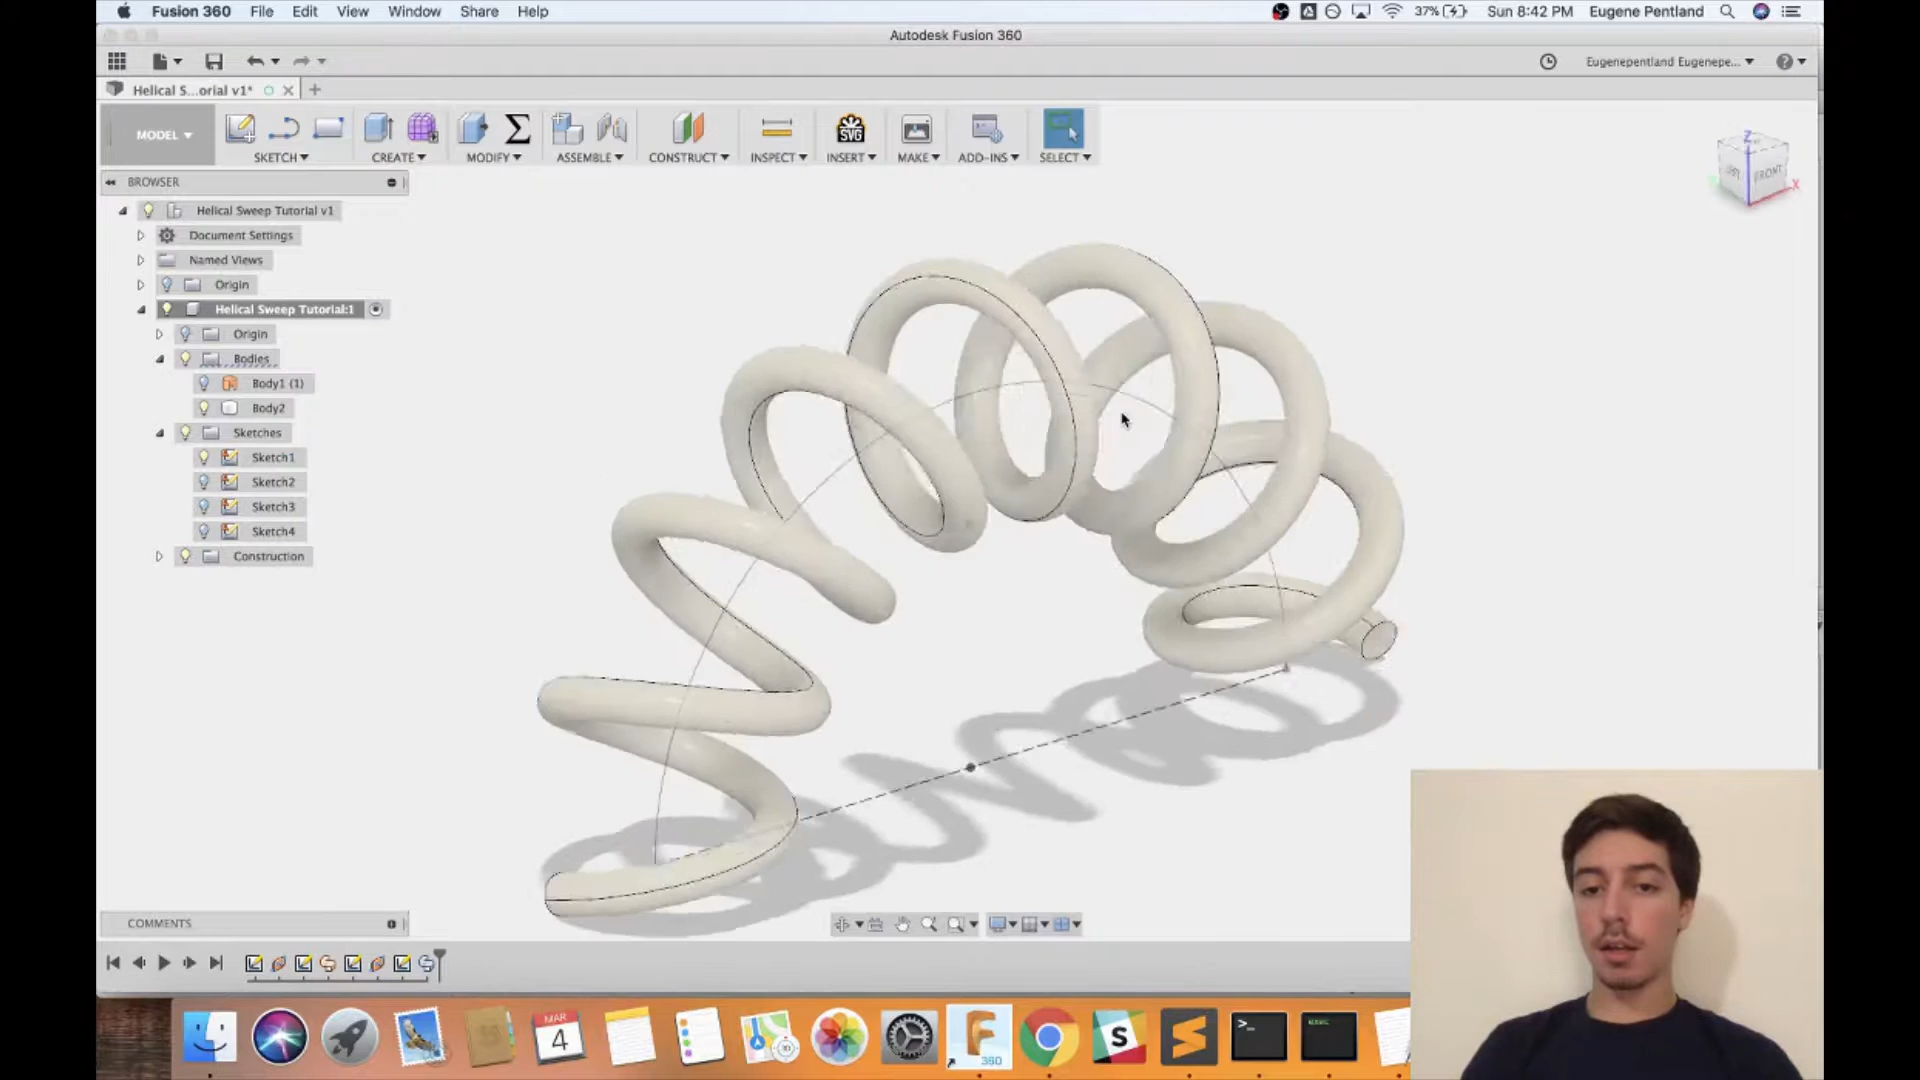 Fusion 360 File Edit View Window Share Help 37% Sun 8:42 PM Eugene Pentland
Autodesk Fusion 360
Eugenepentland Eugenepe...
Helical S...orial v1*
MODEL SKETCH CREATE MODIFY ASSEMBLE CONSTRUCT INSPECT INSERT MAKE ADD-INS SELECT
SVG
Z
FRONT
X
BROWSER
Helical Sweep Tutorial v1
Document Settings
Named Views
Origin
Helical Sweep Tutorial:1
Origin
Bodies
Body1 (1)
Body2
Sketches
Sketch1
Sketch2
Sketch3
Sketch4
Construction
COMMENTS
MAR
4
F
360
S
>_